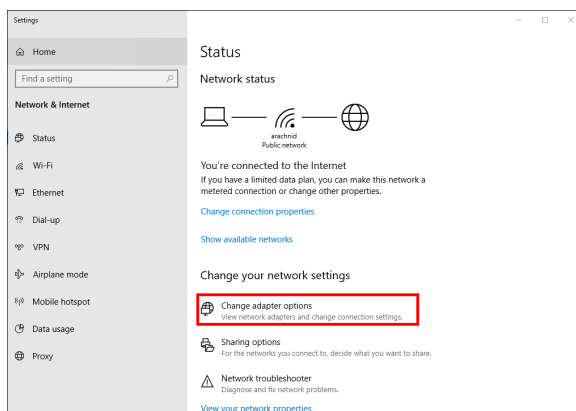 Settings
Home
Find a setting
Network & Internet
Status
Wi-Fi
Ethernet
Dial-up
VPN
Airplane mode
Mobile hotspot
Data usage
Proxy
Status
Network status
arachnid
Public network
You're connected to the Internet
If you have a limited data plan, you can make this network a
metered connection or change other properties.
Change connection properties
Show available networks
Change your network settings
Change adapter options
View network adapters and change connection settings.
Sharing options
For the networks you connect to, decide what you want to share.
Network troubleshooter
Diagnose and fix network problems.
View your network properties